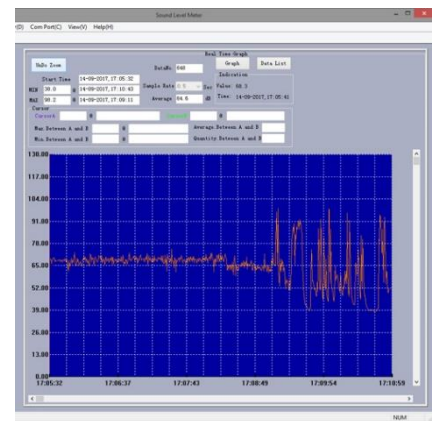 Sound Level Meter
(D) Com Port(C) View(V) Help(H)
Real Time Graph
UnDo Zoom
DataNo. 848
Graph
Data List
Indication
Start Time 14-09-2017,17:05:32
Sample Rate 0.5 Sec
Value: 68.3
MIN 38.0 @ 14-09-2017,17:10:43
Time: 14-09-2017,17:05:41
MAX 98.2 @ 14-09-2017,17:09:11
Average 64.8 dB
Cursor
CursorA @
CursorB @
Max Between A and B @
Average Between A and B
Min Between A and B @
Quantity Between A and B
130.00
117.00
104.00
91.00
78.00
65.00
52.00
39.00
26.00
13.00
0.00
17:05:32 17:06:37 17:07:43 17:08:49 17:09:54 17:10:59
NUM